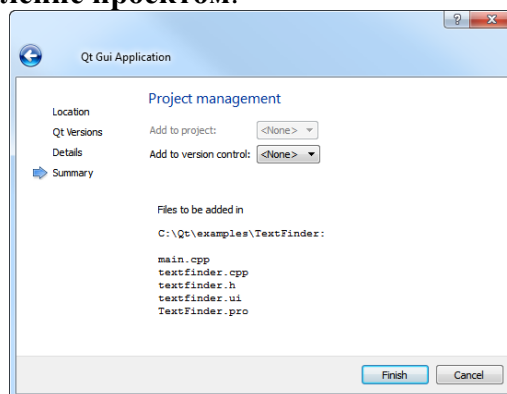 проектом.
? X
Qt Gui Application
Project management
Location
Add to project: <None>
Qt Versions
Details
Add to version control: <None>
Summary
Files to be added in
C:\Qt\examples\TextFinder:
main.cpp
textfinder.cpp
textfinder.h
textfinder.ui
TextFinder.pro
Finish Cancel